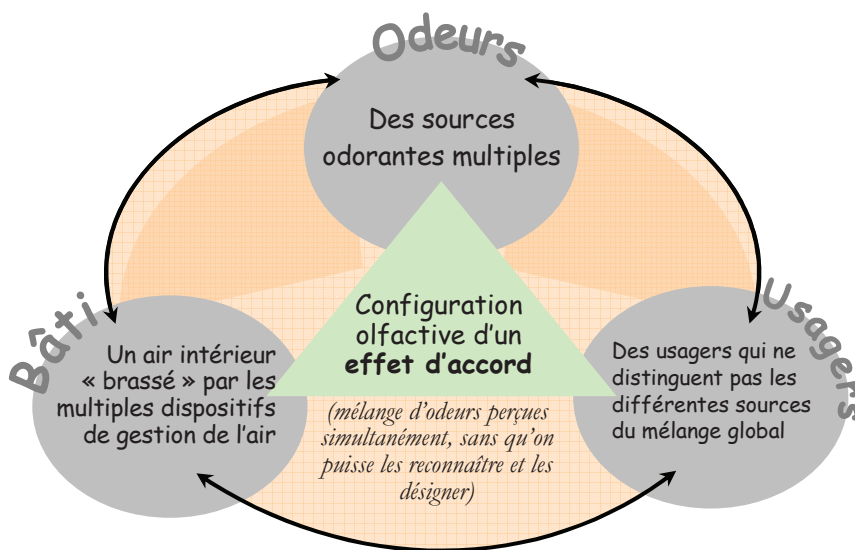 Odeurs
Des sources
odorantes multiples
Bâti
Un air intérieur
« brassé » par les
multiples dispositifs
de gestion de l'air
Configuration
olfactive d'un
effet d'accord
(mélange d'odeurs perçues
simultanément, sans qu'on
puisse les reconnaître et les
désigner)
Usagers
Des usagers qui ne
distinguent pas les
différentes sources
du mélange global